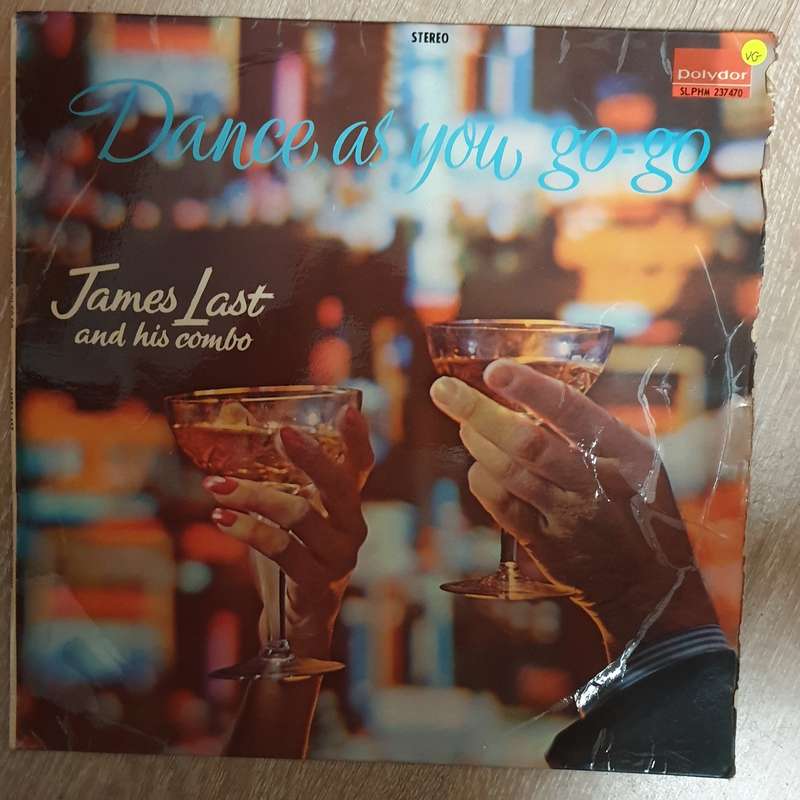 STEREO
polydor
SLPHM 237470
VG
Dance as you go-go
James Last
and his combo